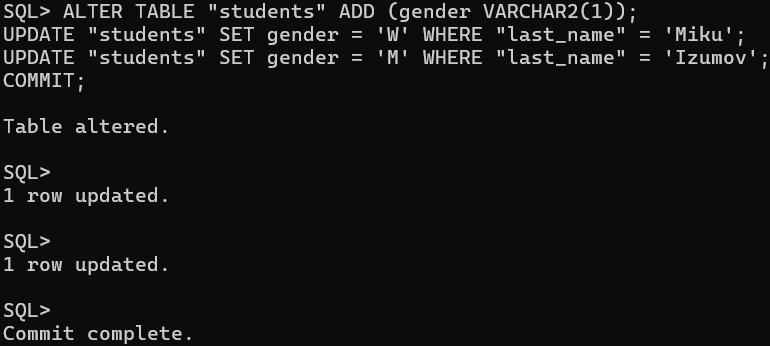 SQL> ALTER TABLE "students" ADD (gender VARCHAR2(1));
UPDATE "students" SET gender = 'W' WHERE "last_name" = 'Miku';
UPDATE "students" SET gender = 'M' WHERE "last_name" = 'Izumov';
COMMIT;
Table altered.
SQL>
1 row updated.
SQL>
1 row updated.
SQL>
Commit complete.